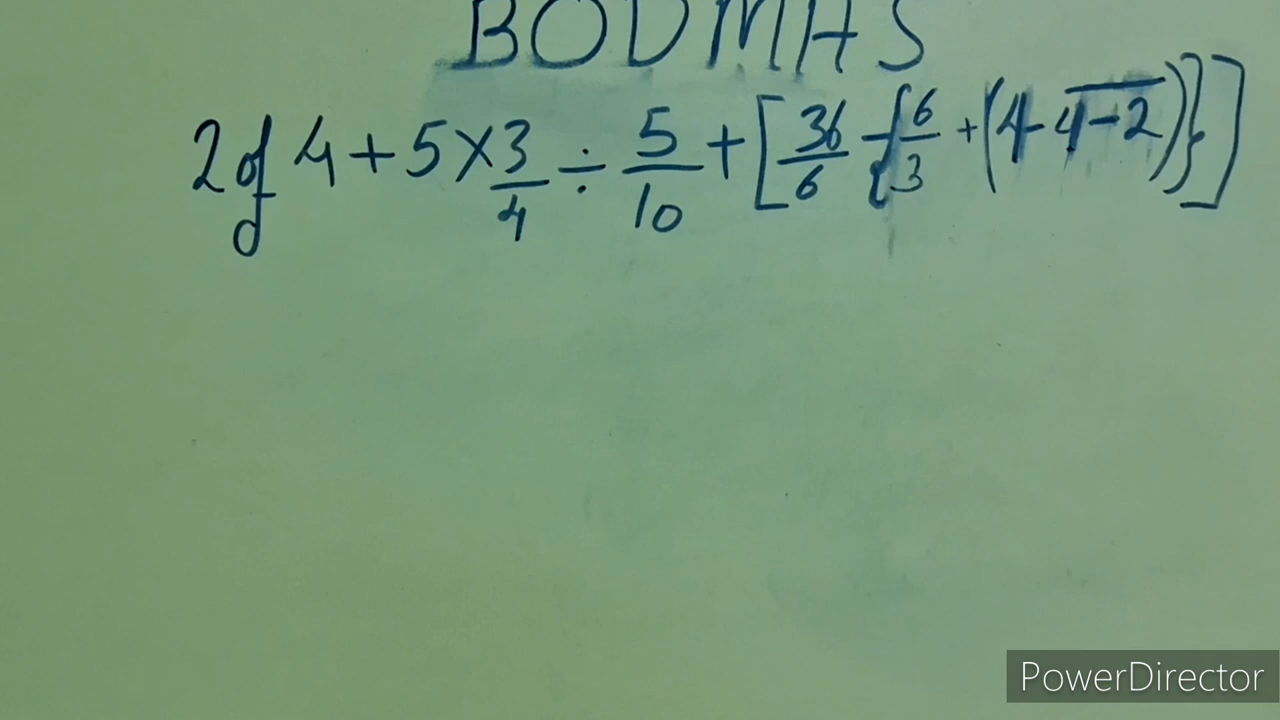 BODMAS
2 of 4 + 5 × 3/4 ÷ 5/10 + [36/6 - {6/3 + (4 - 4̅ ̅-̅ ̅2̅)}]
PowerDirector